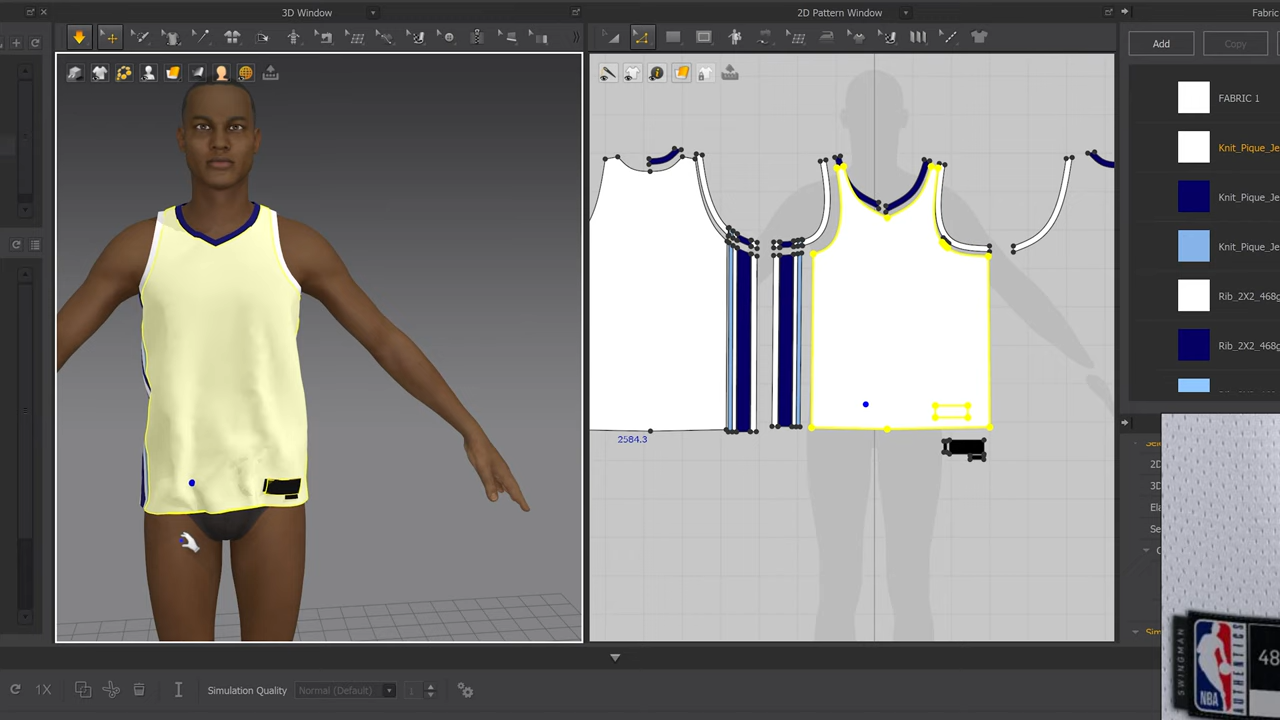 3D Window
2D Pattern Window
Fabric
Add
Copy
FABRIC 1
Knit_Pique_Je
Knit_Pique_Je
Knit_Pique_Je
Rib_2X2_468g
Rib_2X2_468g
2584.3
2D
3D
Ela
Se
1X
Simulation Quality
Normal (Default)
1
SWINGMAN
NBA
AUTHENTICS
48